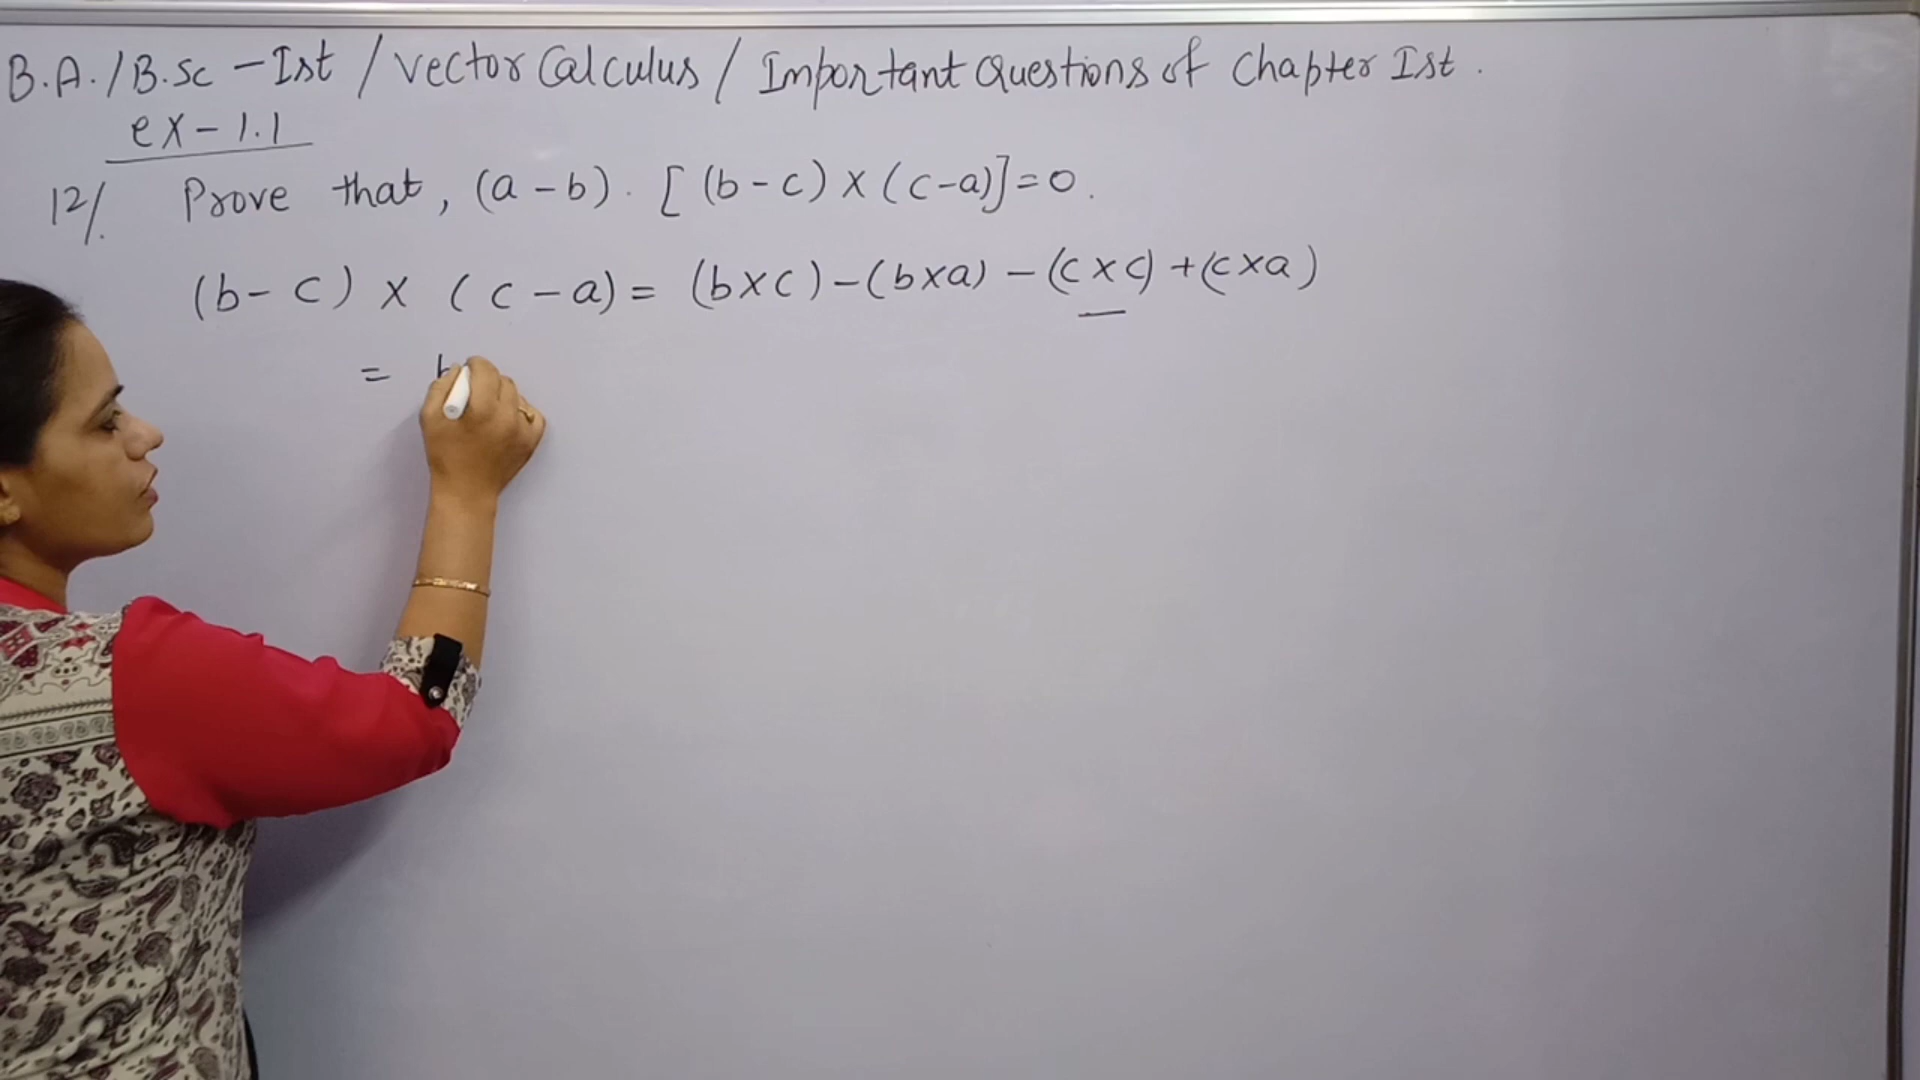 B.A./B.Sc - Ist / vector Calculus / Important Questions of Chapter Ist.
ex - 1.1
12/. Prove that, (a - b) . [(b - c) × (c - a)] = 0.
(b - c) × (c - a) = (b × c) - (b × a) - (c × c) + (c × a)
= b